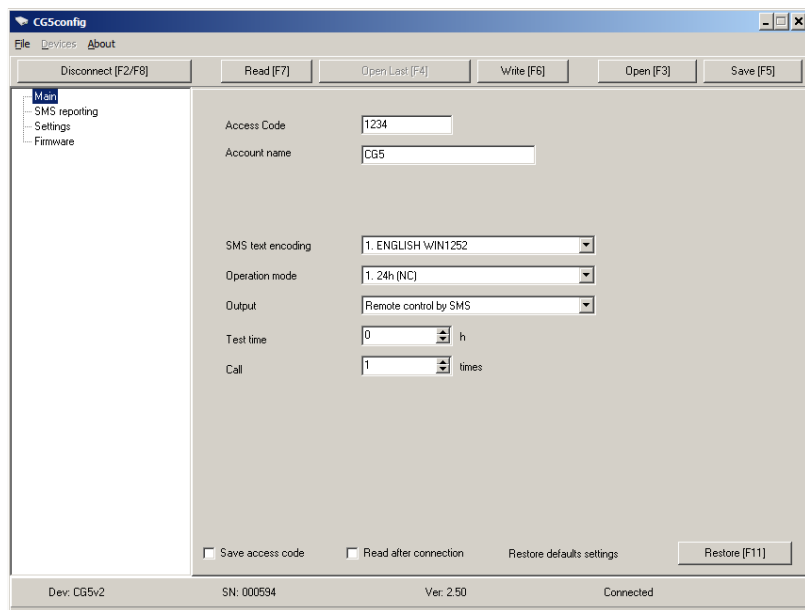 CG5config
File Devices About
Disconnect [F2/F8] Read [F7] Open Last [F4] Write [F6] Open [F3] Save [F5]
Main
SMS reporting
Settings
Firmware
Access Code 1234
Account name CG5
SMS text encoding 1. ENGLISH WIN1252
Operation mode 1. 24h (NC)
Output Remote control by SMS
Test time 0 h
Call 1 times
Save access code Read after connection Restore defaults settings Restore [F11]
Dev: CG5v2 SN: 000594 Ver: 2.50 Connected